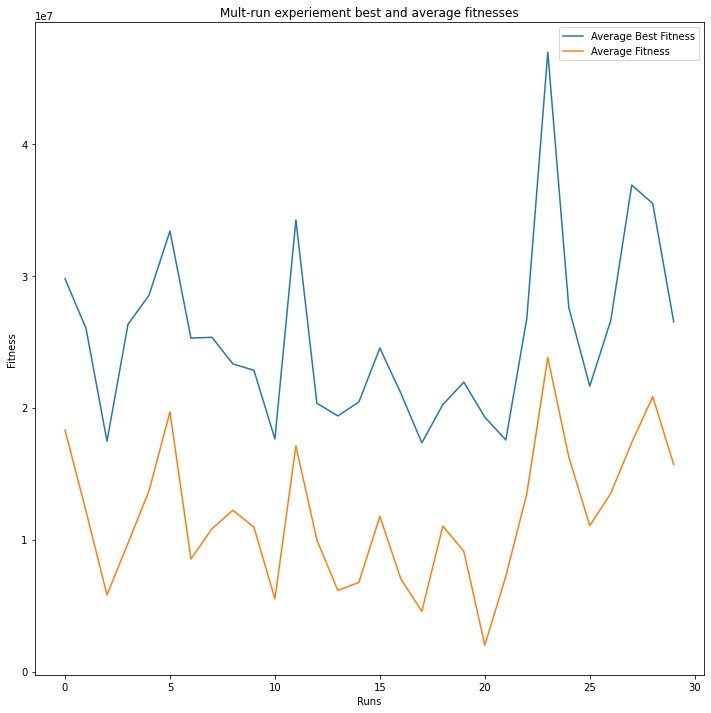 Mult-run experiement best and average fitnesses
1e7
Average Best Fitness
Average Fitness
4
3
Fitness
2
1
0
0 5 10 15 20 25 30
Runs